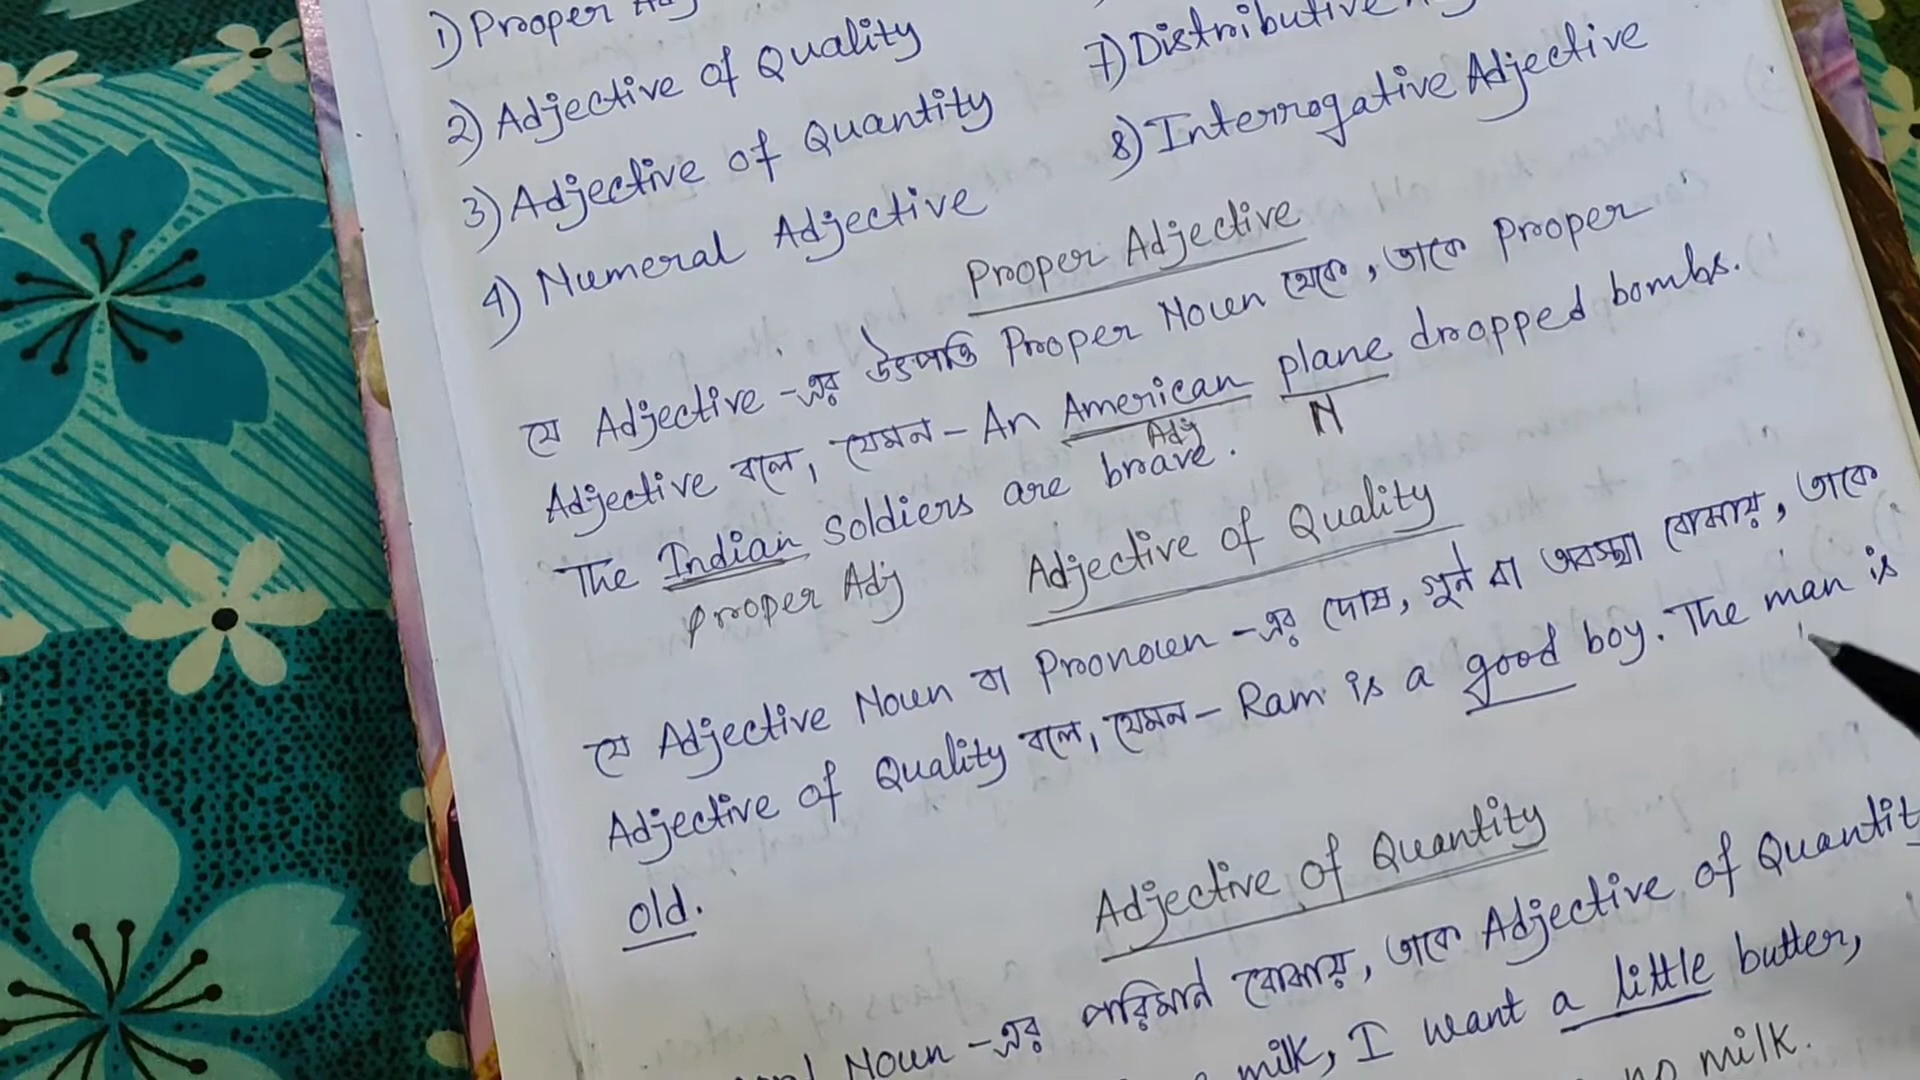 1) Proper Adj
2) Adjective of Quality
3) Adjective of Quantity
4) Numeral Adjective
7) Distributive
8) Interrogative Adjective
Proper Adjective
যে Adjective -এর উৎপত্তি Proper Noun থেকে, তাকে Proper
Adjective বলে, যেমন - An American plane dropped bombs.
Adj N
The Indian Soldiers are brave.
Proper Adj
Adjective of Quality
যে Adjective Noun বা Pronoun -এর দোষ, গুণ বা অবস্থা বোঝায়, তাকে
Adjective of Quality বলে, যেমন - Ram is a good boy. The man is
old.
Adjective of Quantity
Noun -এর পরিমাণ বোঝায়, তাকে Adjective of Quantit
milk, I want a little butter,
no milk.